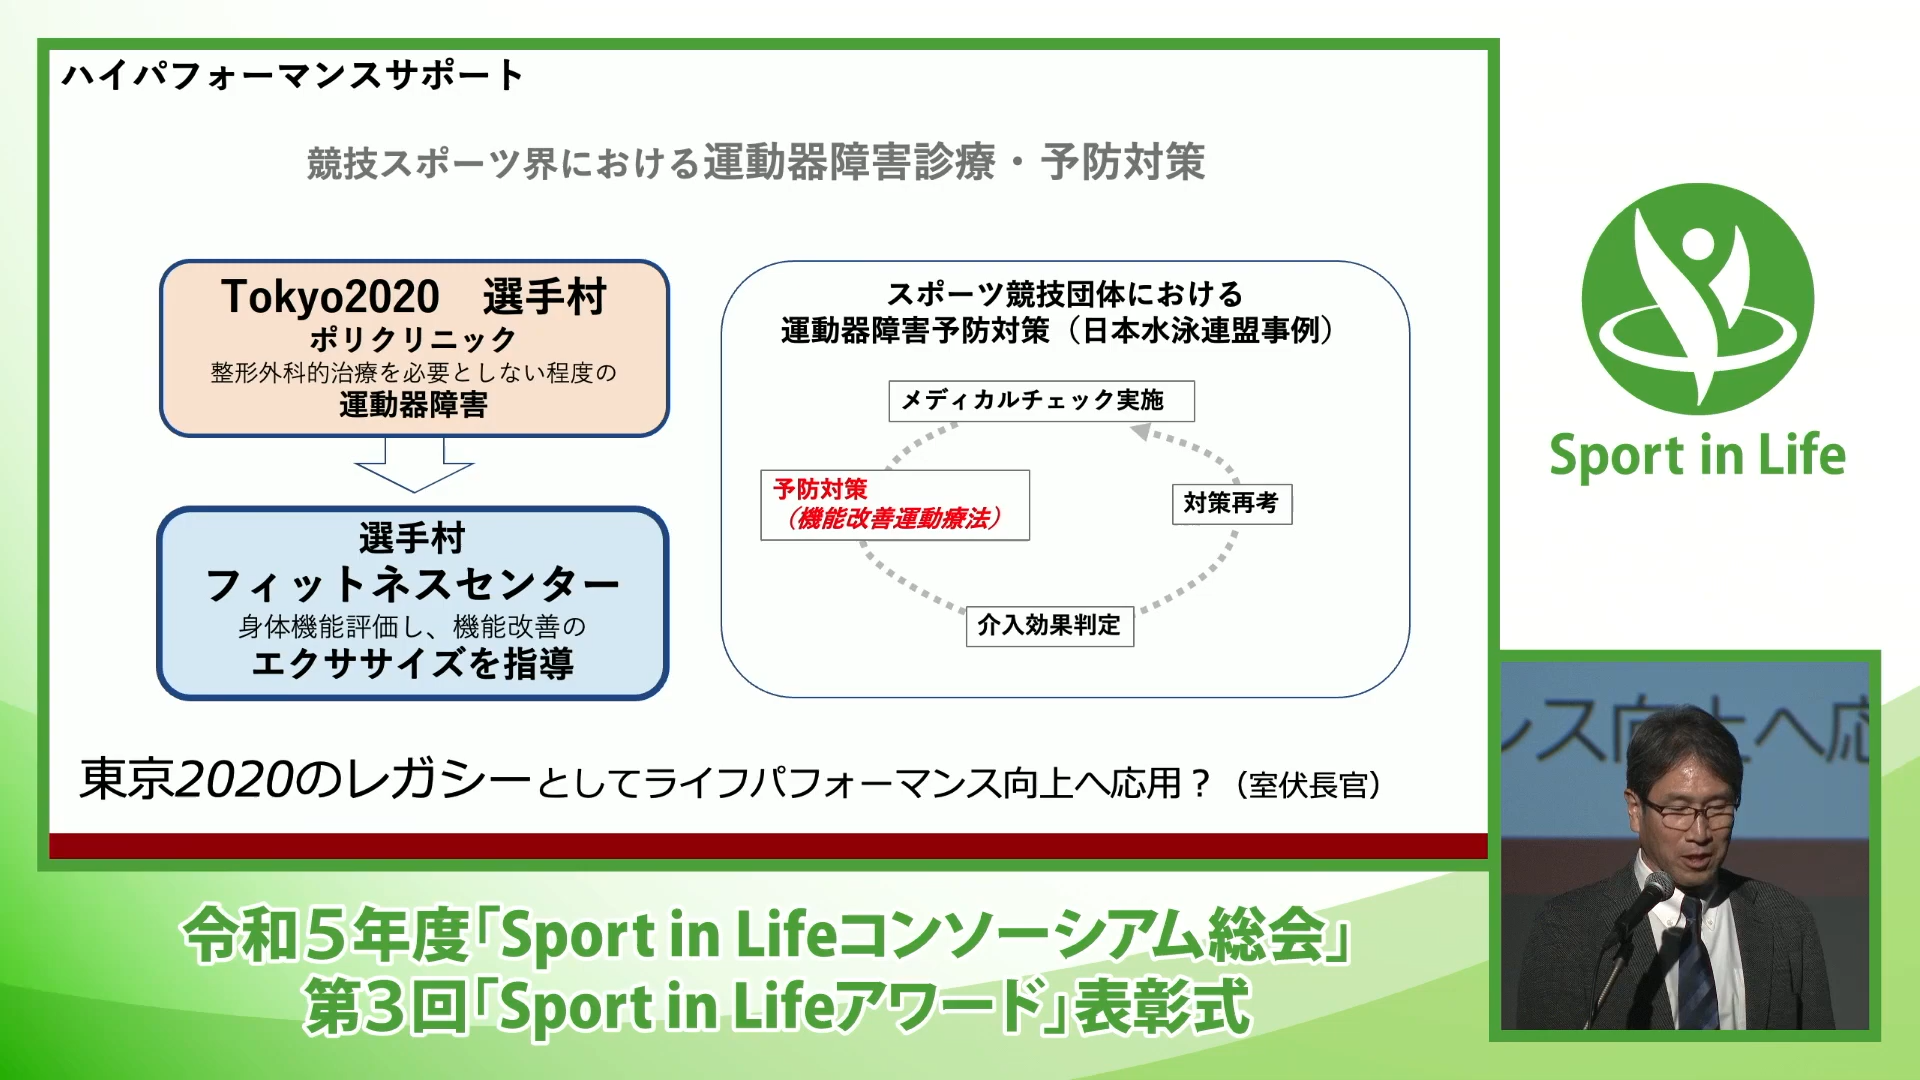 ハイパフォーマンスサポート
競技スポーツ界における運動器障害診療・予防対策
Tokyo2020 選手村
ポリクリニック
整形外科的治療を必要としない程度の
運動器障害
選手村
フィットネスセンター
身体機能評価し、機能改善の
エクササイズを指導
スポーツ競技団体における
運動器障害予防対策（日本水泳連盟事例）
メディカルチェック実施
予防対策
（機能改善運動療法）
対策再考
介入効果判定
東京2020のレガシーとしてライフパフォーマンス向上へ応用？（室伏長官）
Sport in Life
ンス向上へ応
令和5年度「Sport in Lifeコンソーシアム総会」
第3回「Sport in Lifeアワード」表彰式